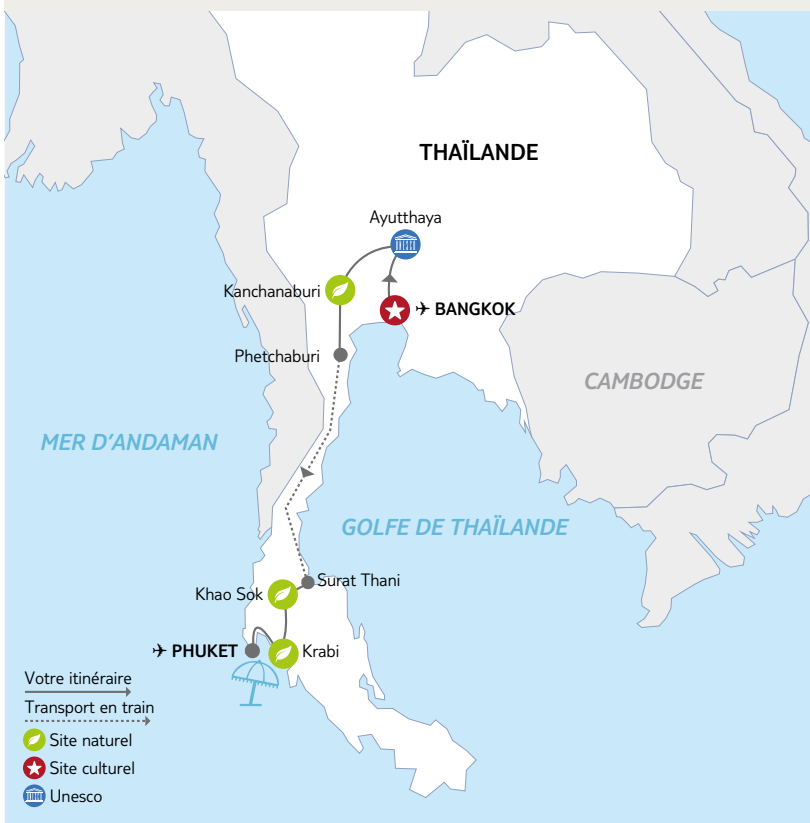 THAÏLANDE
Ayutthaya
Kanchanaburi
✈ BANGKOK
Phetchaburi
CAMBODGE
MER D'ANDAMAN
GOLFE DE THAÏLANDE
Surat Thani
Khao Sok
✈ PHUKET
Krabi
Votre itinéraire
Transport en train
Site naturel
Site culturel
Unesco